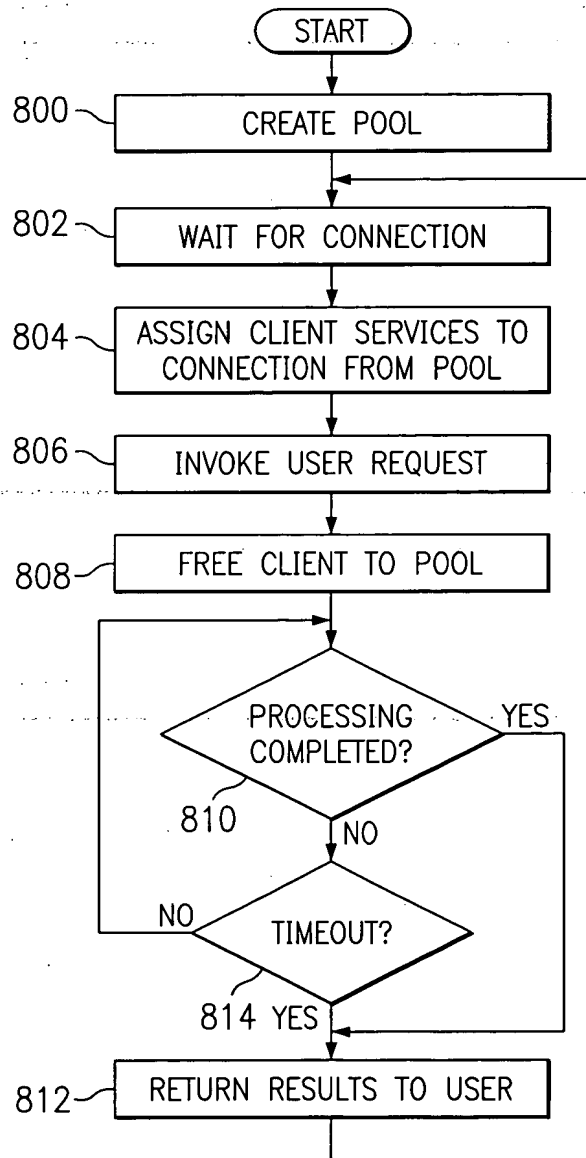 START
800
CREATE POOL
802
WAIT FOR CONNECTION
804
ASSIGN CLIENT SERVICES TO
CONNECTION FROM POOL
806
INVOKE USER REQUEST
808
FREE CLIENT TO POOL
PROCESSING
COMPLETED?
YES
810
NO
NO
TIMEOUT?
814
YES
812
RETURN RESULTS TO USER